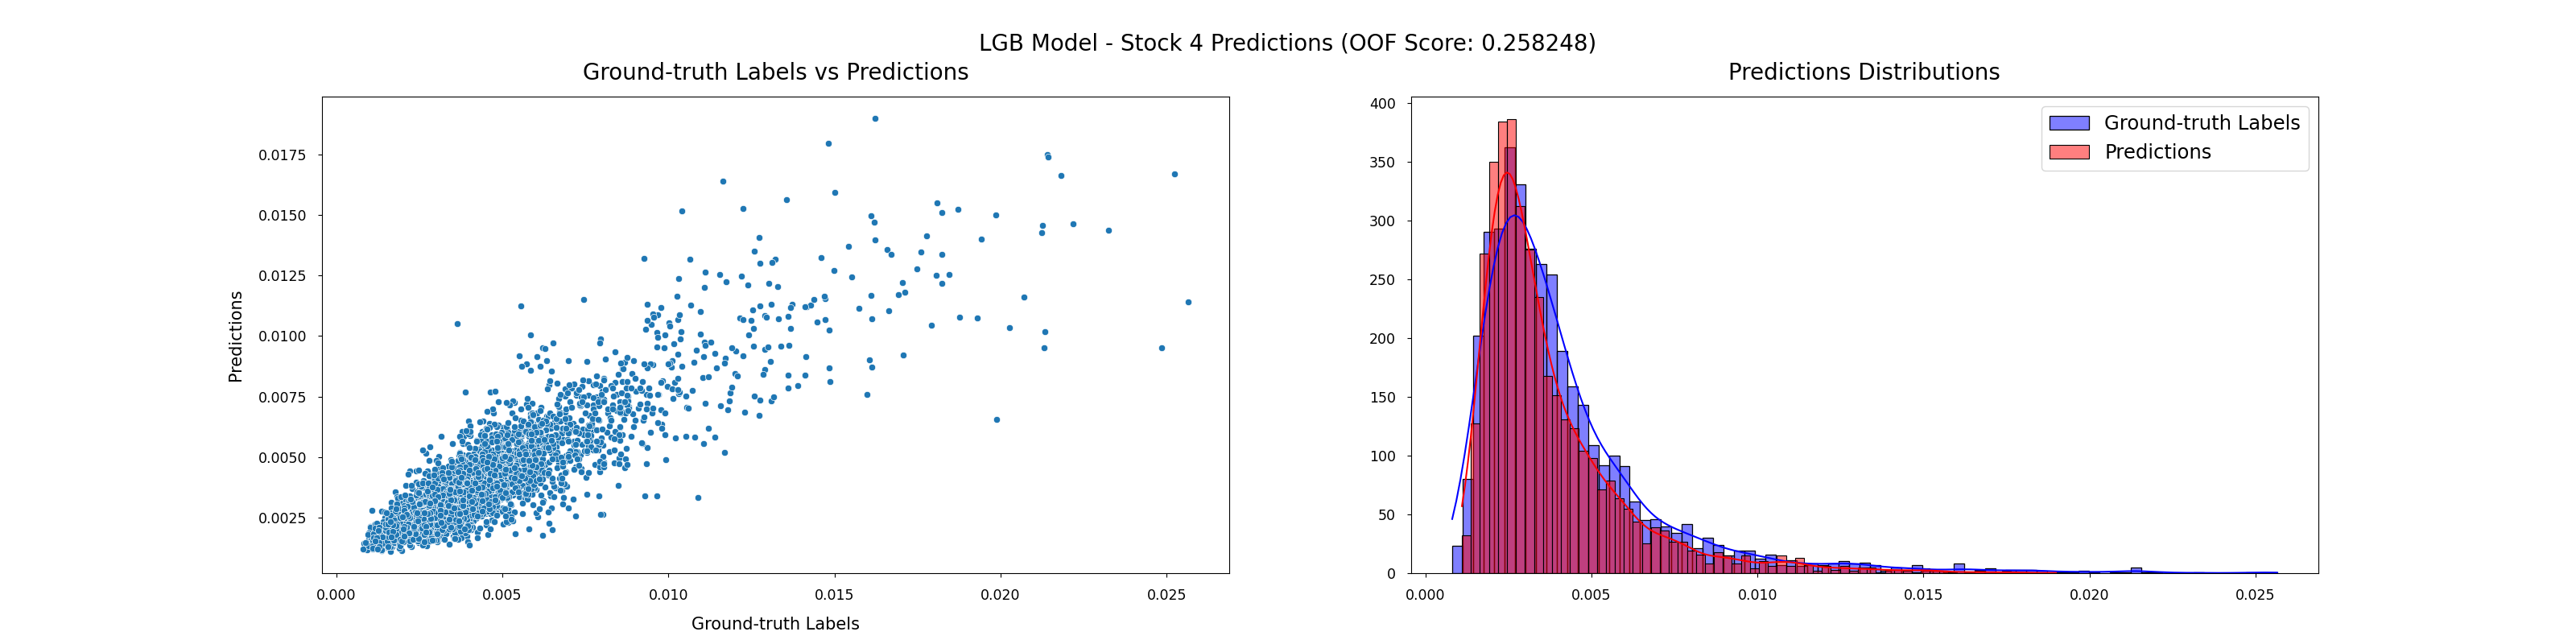 LGB Model - Stock 4 Predictions (OOF Score: 0.258248)
Ground-truth Labels vs Predictions
0.0175
0.0150
0.0125
0.0100
0.0075
0.0050
0.0025
Predictions
0.000 0.005 0.010 0.015 0.020 0.025
Ground-truth Labels
Predictions Distributions
400
350
300
250
200
150
100
50
0
Ground-truth Labels
Predictions
0.000 0.005 0.010 0.015 0.020 0.025